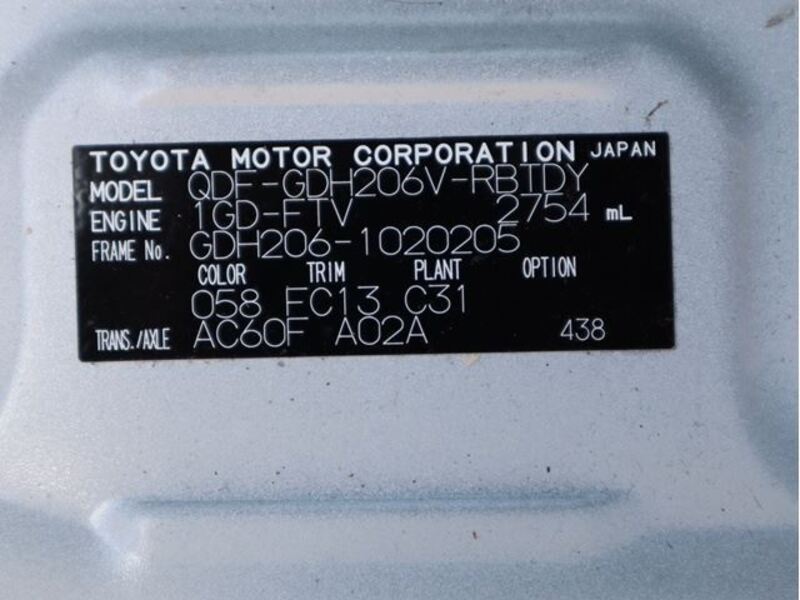 TOYOTA MOTOR CORPORATION JAPAN
MODEL QDF-GDH206V-RBTDY
ENGINE 1GD-FTV 2754 mL
FRAME No. GDH206-1020205
COLOR TRIM PLANT OPTION
058 FC13 C31
TRANS./AXLE AC60F A02A 438